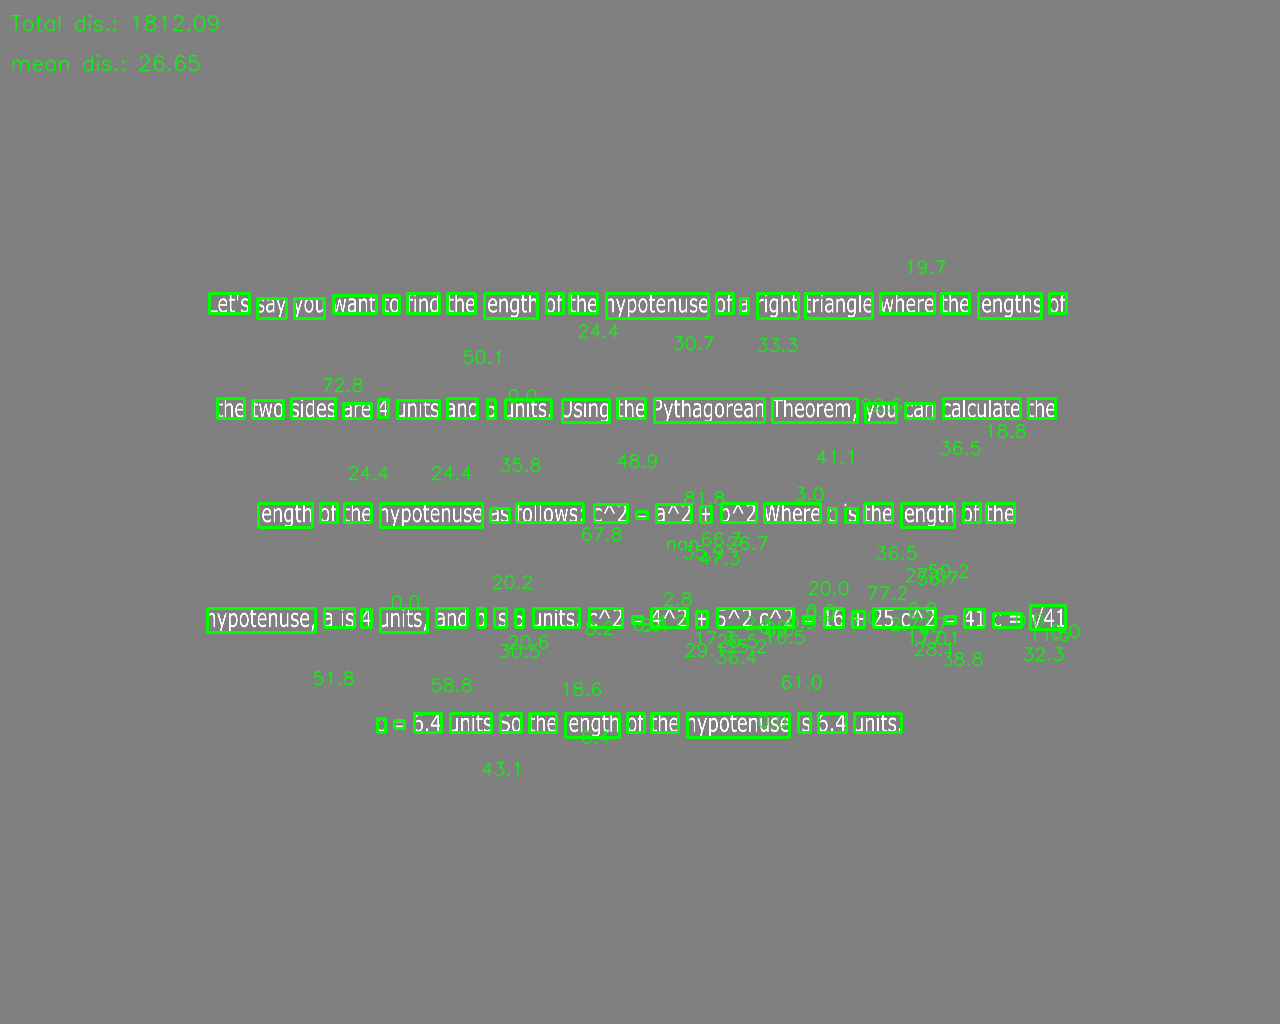 Total dis.: 1812.09
mean dis.: 26.65
19.7
Let's say you want to find the length of the hypotenuse of a right triangle where the lengths of
24.4 30.7 33.3
50.1
72.8 0.0
the two sides are 4 units and 5 units. Using the Pythagorean Theorem, you can calculate the
18.8
36.5
24.4 24.4 35.8 48.9 41.1
81.8 3.0
length of the hypotenuse as follows: c^2 = a^2 + b^2 Where c is the length of the
67.8 nan 26.7 36.5
47.3
20.2 20.0 77.2
0.0 2.8
hypotenuse, a is 4 units, and b is 5 units. c^2 = 4^2 + 5^2 c^2 = 16 + 25 c^2 = 41 c = √41
20.6
36.4 28.1 38.8 32.3
51.8 58.8 18.6 61.0
c = 6.4 units So the length of the hypotenuse is 6.4 units.
43.1